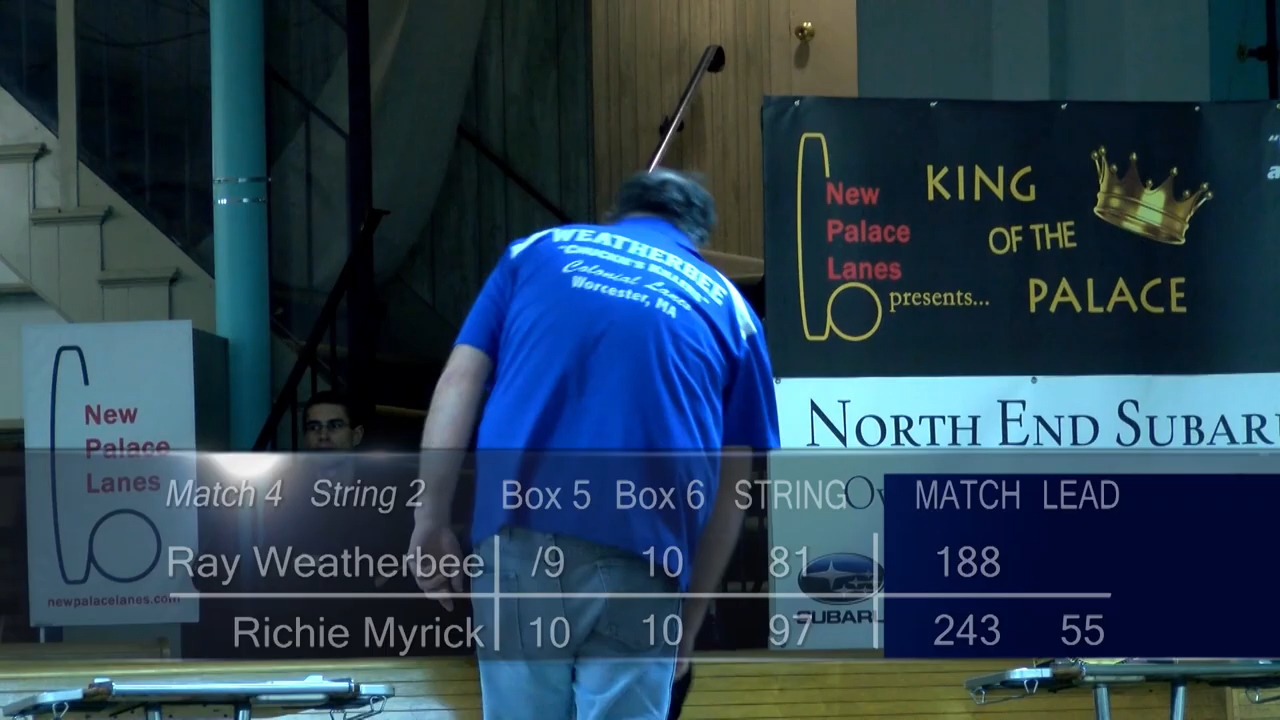 New
Palace
Lanes
presents...
KING
OF THE
PALACE
NORTH END SUBARU
WEATHERBEE
Colonial Lanes
Worcester, MA
New
Palace
Lanes
newpalacelanes.com
SUBARU
Match 4 String 2 Box 5 Box 6 STRING MATCH LEAD
Ray Weatherbee /9 10 81 188
Richie Myrick 10 10 97 243 55